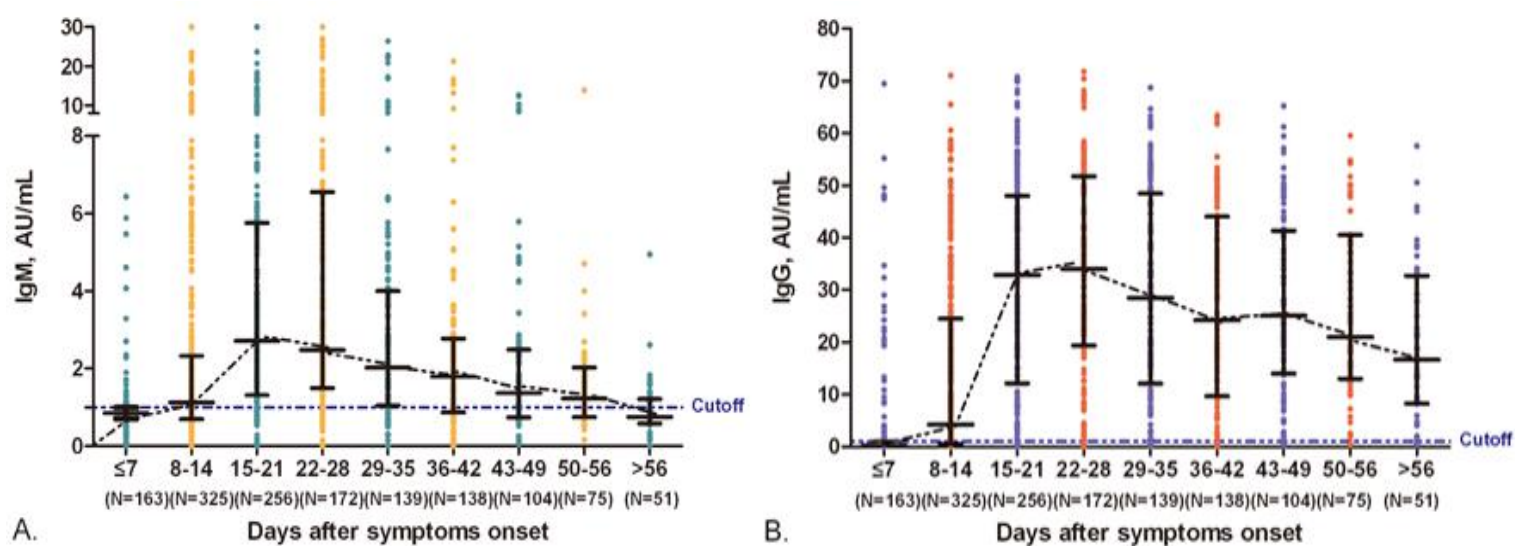 30
20
10
8
6
4
2
0
IgM, AU/mL
Cutoff
≤7 8-14 15-21 22-28 29-35 36-42 43-49 50-56 >56
(N=163)(N=325)(N=256)(N=172)(N=139)(N=138)(N=104)(N=75) (N=51)
A. Days after symptoms onset
80
70
60
50
40
30
20
10
0
IgG, AU/mL
Cutoff
≤7 8-14 15-21 22-28 29-35 36-42 43-49 50-56 >56
(N=163)(N=325)(N=256)(N=172)(N=139)(N=138)(N=104)(N=75) (N=51)
B. Days after symptoms onset